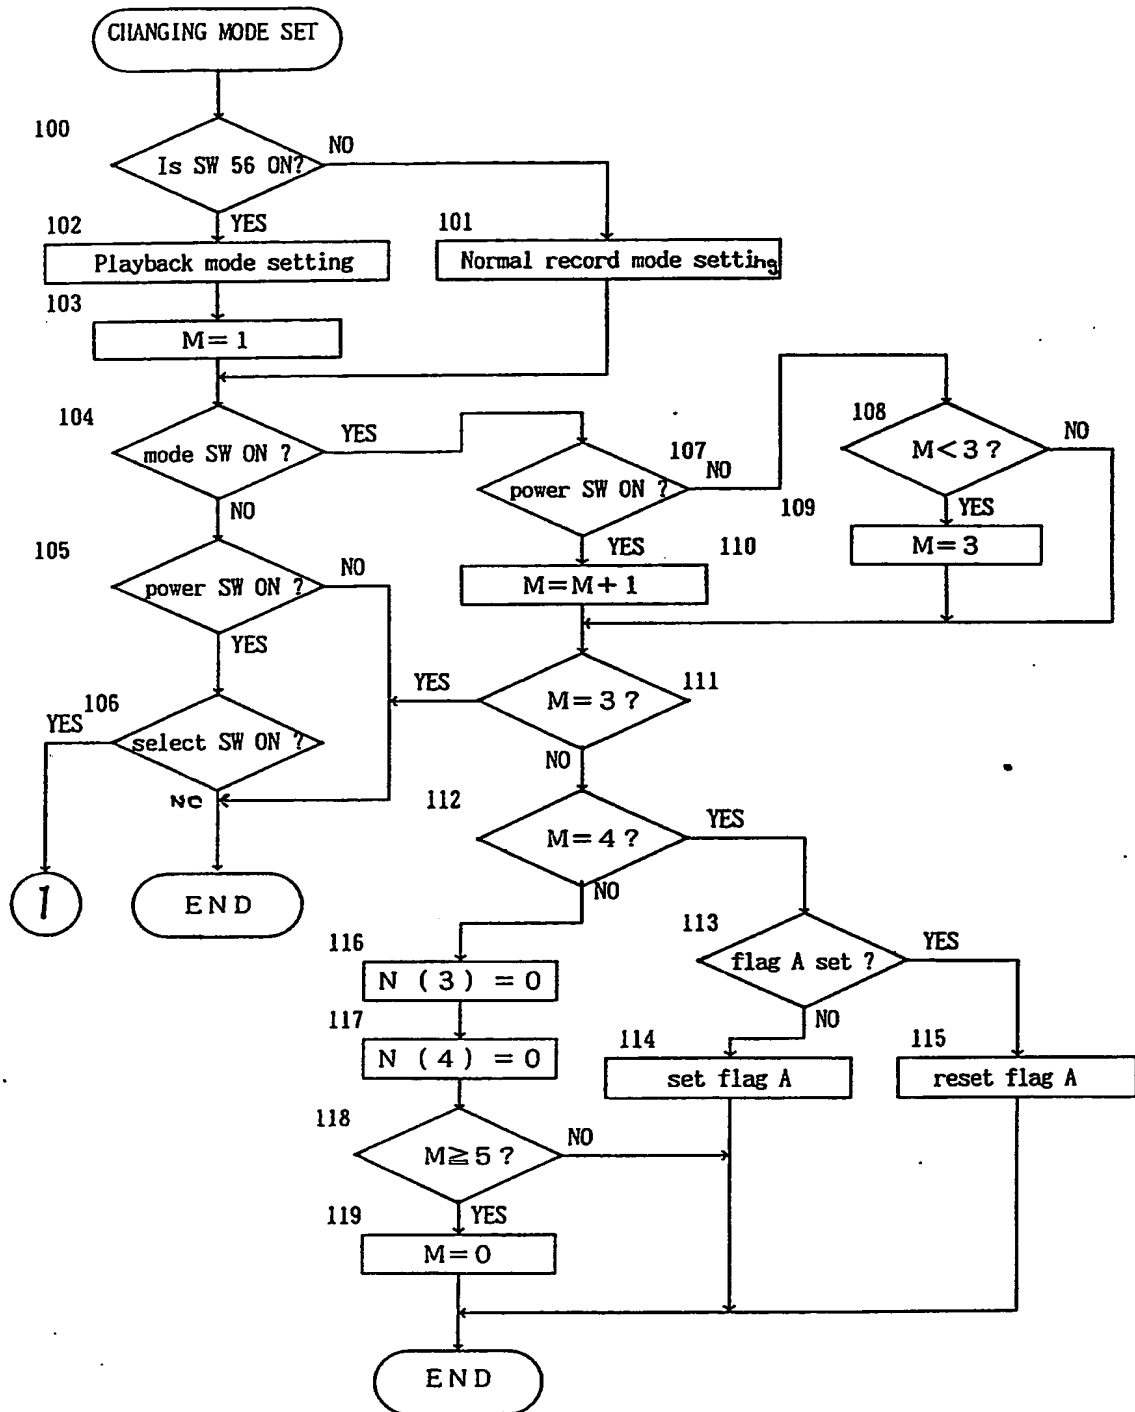 CHANGING MODE SET
100
Is SW 56 ON?
NO
YES
102
Playback mode setting
101
Normal record mode setting
103
M=1
104
mode SW ON ?
YES
NO
107
power SW ON ?
NO
YES
108
M<3?
NO
YES
109
M=3
110
M=M+1
105
power SW ON ?
NO
YES
106
select SW ON ?
YES
NO
1
END
111
M=3?
YES
NO
112
M=4?
YES
NO
113
flag A set ?
YES
NO
114
set flag A
115
reset flag A
116
N (3) =0
117
N (4) =0
118
M≧5?
NO
YES
119
M=0
END